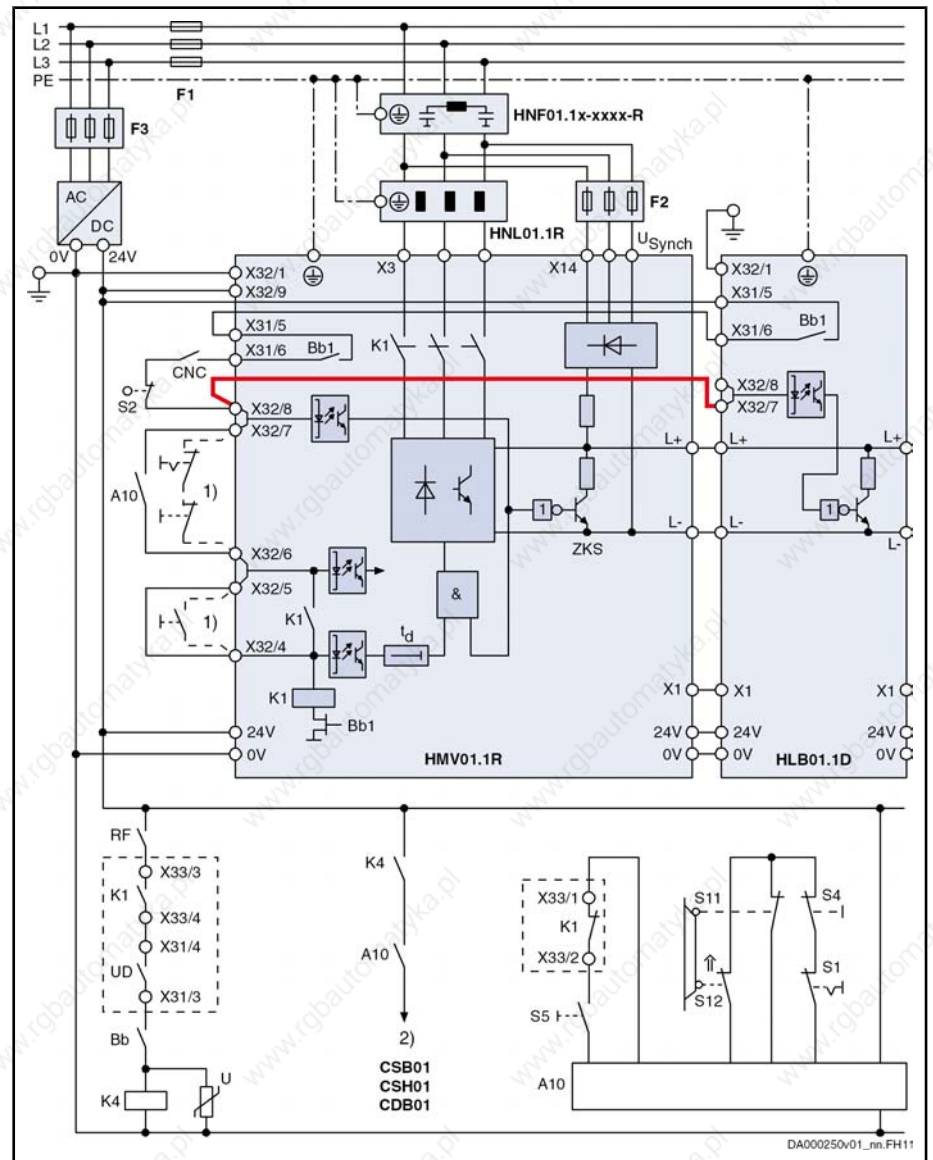 L1
L2
L3
PE
F1
F3
HNF01.1x-xxxx-R
AC
DC
0V
24V
HNL01.1R
F2
USynch
X32/1
X32/9
X3
X14
X32/1
X31/5
X31/5
X31/6
Bb1
K1
X31/6
Bb1
CNC
S2
X32/8
X32/7
X32/8
X32/7
L+
L+
L+
A10
1)
1
ZKS
L-
L-
1
L-
X32/6
X32/5
K1
&
1)
X32/4
td
K1
Bb1
X1
X1
X1
24V
24V
24V
24V
0V
HMV01.1R
0V
0V
HLB01.1D
0V
RF
X33/3
K1
X33/4
X31/4
UD
X31/3
Bb
K4
U
K4
A10
2)
CSB01
CSH01
CDB01
X33/1
K1
X33/2
S5
S11
S4
S12
S1
A10
DA000250v01_nn.FH11
www.rgbautomatyka.pl